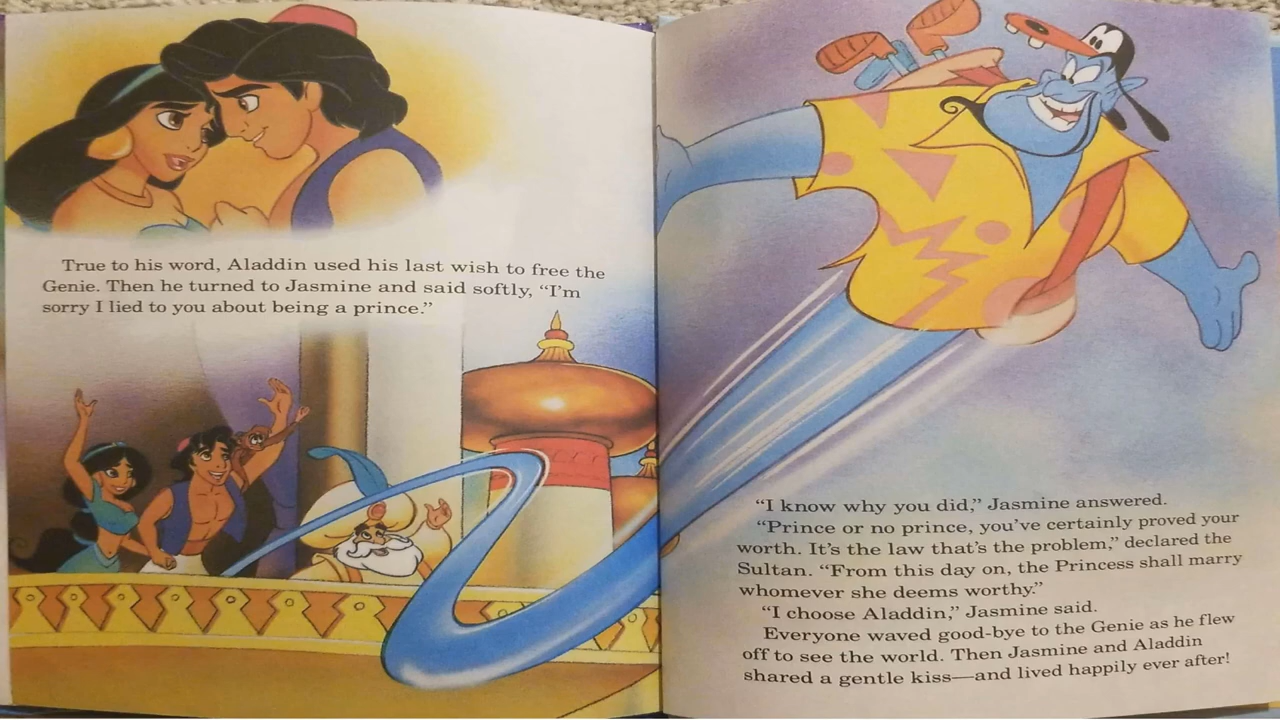 True to his word, Aladdin used his last wish to free the
Genie. Then he turned to Jasmine and said softly, “I’m
sorry I lied to you about being a prince.”
“I know why you did,” Jasmine answered.
“Prince or no prince, you’ve certainly proved your
worth. It’s the law that’s the problem,” declared the
Sultan. “From this day on, the Princess shall marry
whomever she deems worthy.”
“I choose Aladdin,” Jasmine said.
Everyone waved good-bye to the Genie as he flew
off to see the world. Then Jasmine and Aladdin
shared a gentle kiss—and lived happily ever after!